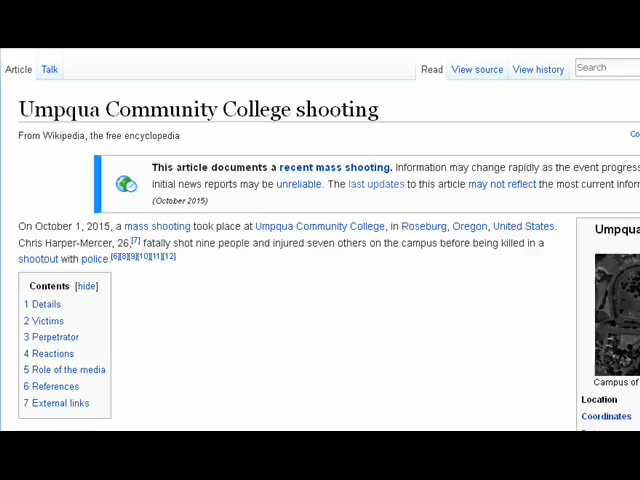 Article Talk Read View source View history Search
Umpqua Community College shooting
From Wikipedia, the free encyclopedia Co
This article documents a recent mass shooting. Information may change rapidly as the event progress
initial news reports may be unreliable. The last updates to this article may not reflect the most current inform
(October 2015)
On October 1, 2015, a mass shooting took place at Umpqua Community College, in Roseburg, Oregon, United States.
Chris Harper-Mercer, 26,[7] fatally shot nine people and injured seven others on the campus before being killed in a
shootout with police.[6][8][9][10][11][12]
Umpqua
Contents [hide]
1 Details
2 Victims
3 Perpetrator
4 Reactions
5 Role of the media
6 References
7 External links
Campus of
Location
Coordinates